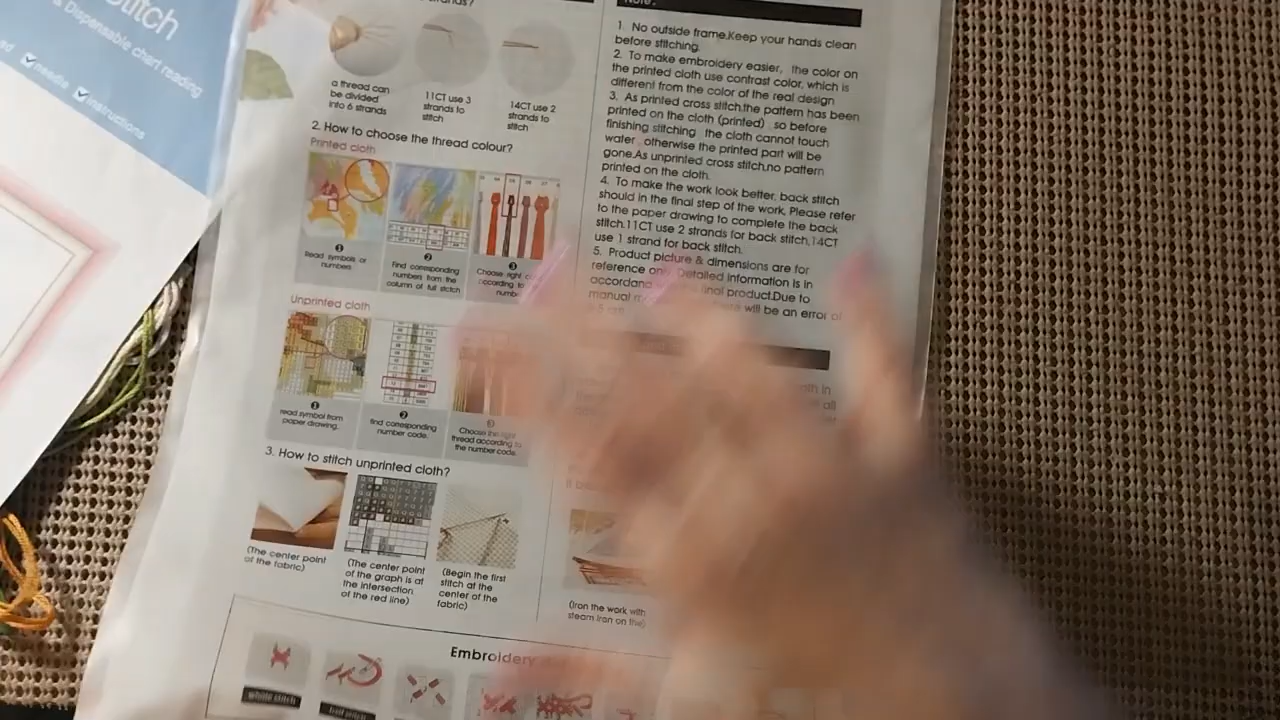 Stitch
& Dispensable chart reading
needle instructions
strands?
a thread can
be divided
into 6 strands
11CT use 3
strands to
stitch
14CT use 2
strands to
stitch
2. How to choose the thread colour?
Printed cloth
Read symbols or
numbers
Find corresponding
numbers from the
column of full stitch
Choose right
according to
Unprinted cloth
read symbol from
paper drawing.
find corresponding
number code.
Choose the right
thread according to
the number code.
3. How to stitch unprinted cloth?
(The center point
of the fabric)
(The center point
of the graph is at
the intersection
of the red line)
(Begin the first
stitch at the
center of the
fabric)
Note:
1. No outside frame.Keep your hands clean
before stitching.
2. To make embroidery easier, the color on
the printed cloth use contrast color, which is
different from the color of the real design
3. As printed cross stitch,the pattern has been
printed on the cloth (printed) , so before
finishing stitching the cloth cannot touch
water , otherwise the printed part will be
gone.As unprinted cross stitch,no pattern
printed on the cloth.
4. To make the work look better, back stitch
should in the final step of the work, Please refer
to the paper drawing to complete the back
stitch.11CT use 2 strands for back stitch,14CT
use 1 strand for back stitch.
5. Product picture & dimensions are for
reference Detailed information is in
final product.Due to
manual there will be an error of
(Iron the work with
steam iron on the)
Embroidery
whole stitch
half stitch